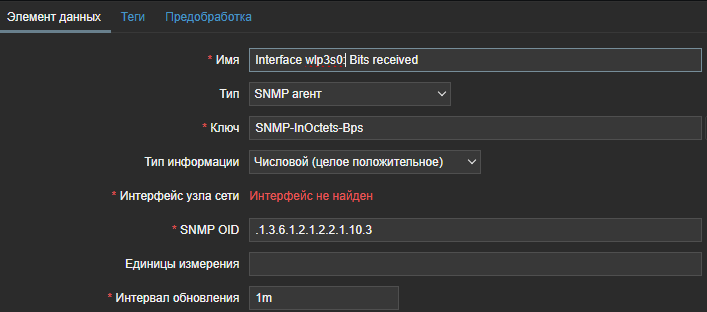 Элемент данных Теги Предобработка
* Имя Interface wlp3s0: Bits received
Тип SNMP агент
* Ключ SNMP-InOctets-Bps
Тип информации Числовой (целое положительное)
* Интерфейс узла сети Интерфейс не найден
* SNMP OID .1.3.6.1.2.1.2.2.1.10.3
Единицы измерения
* Интервал обновления 1m